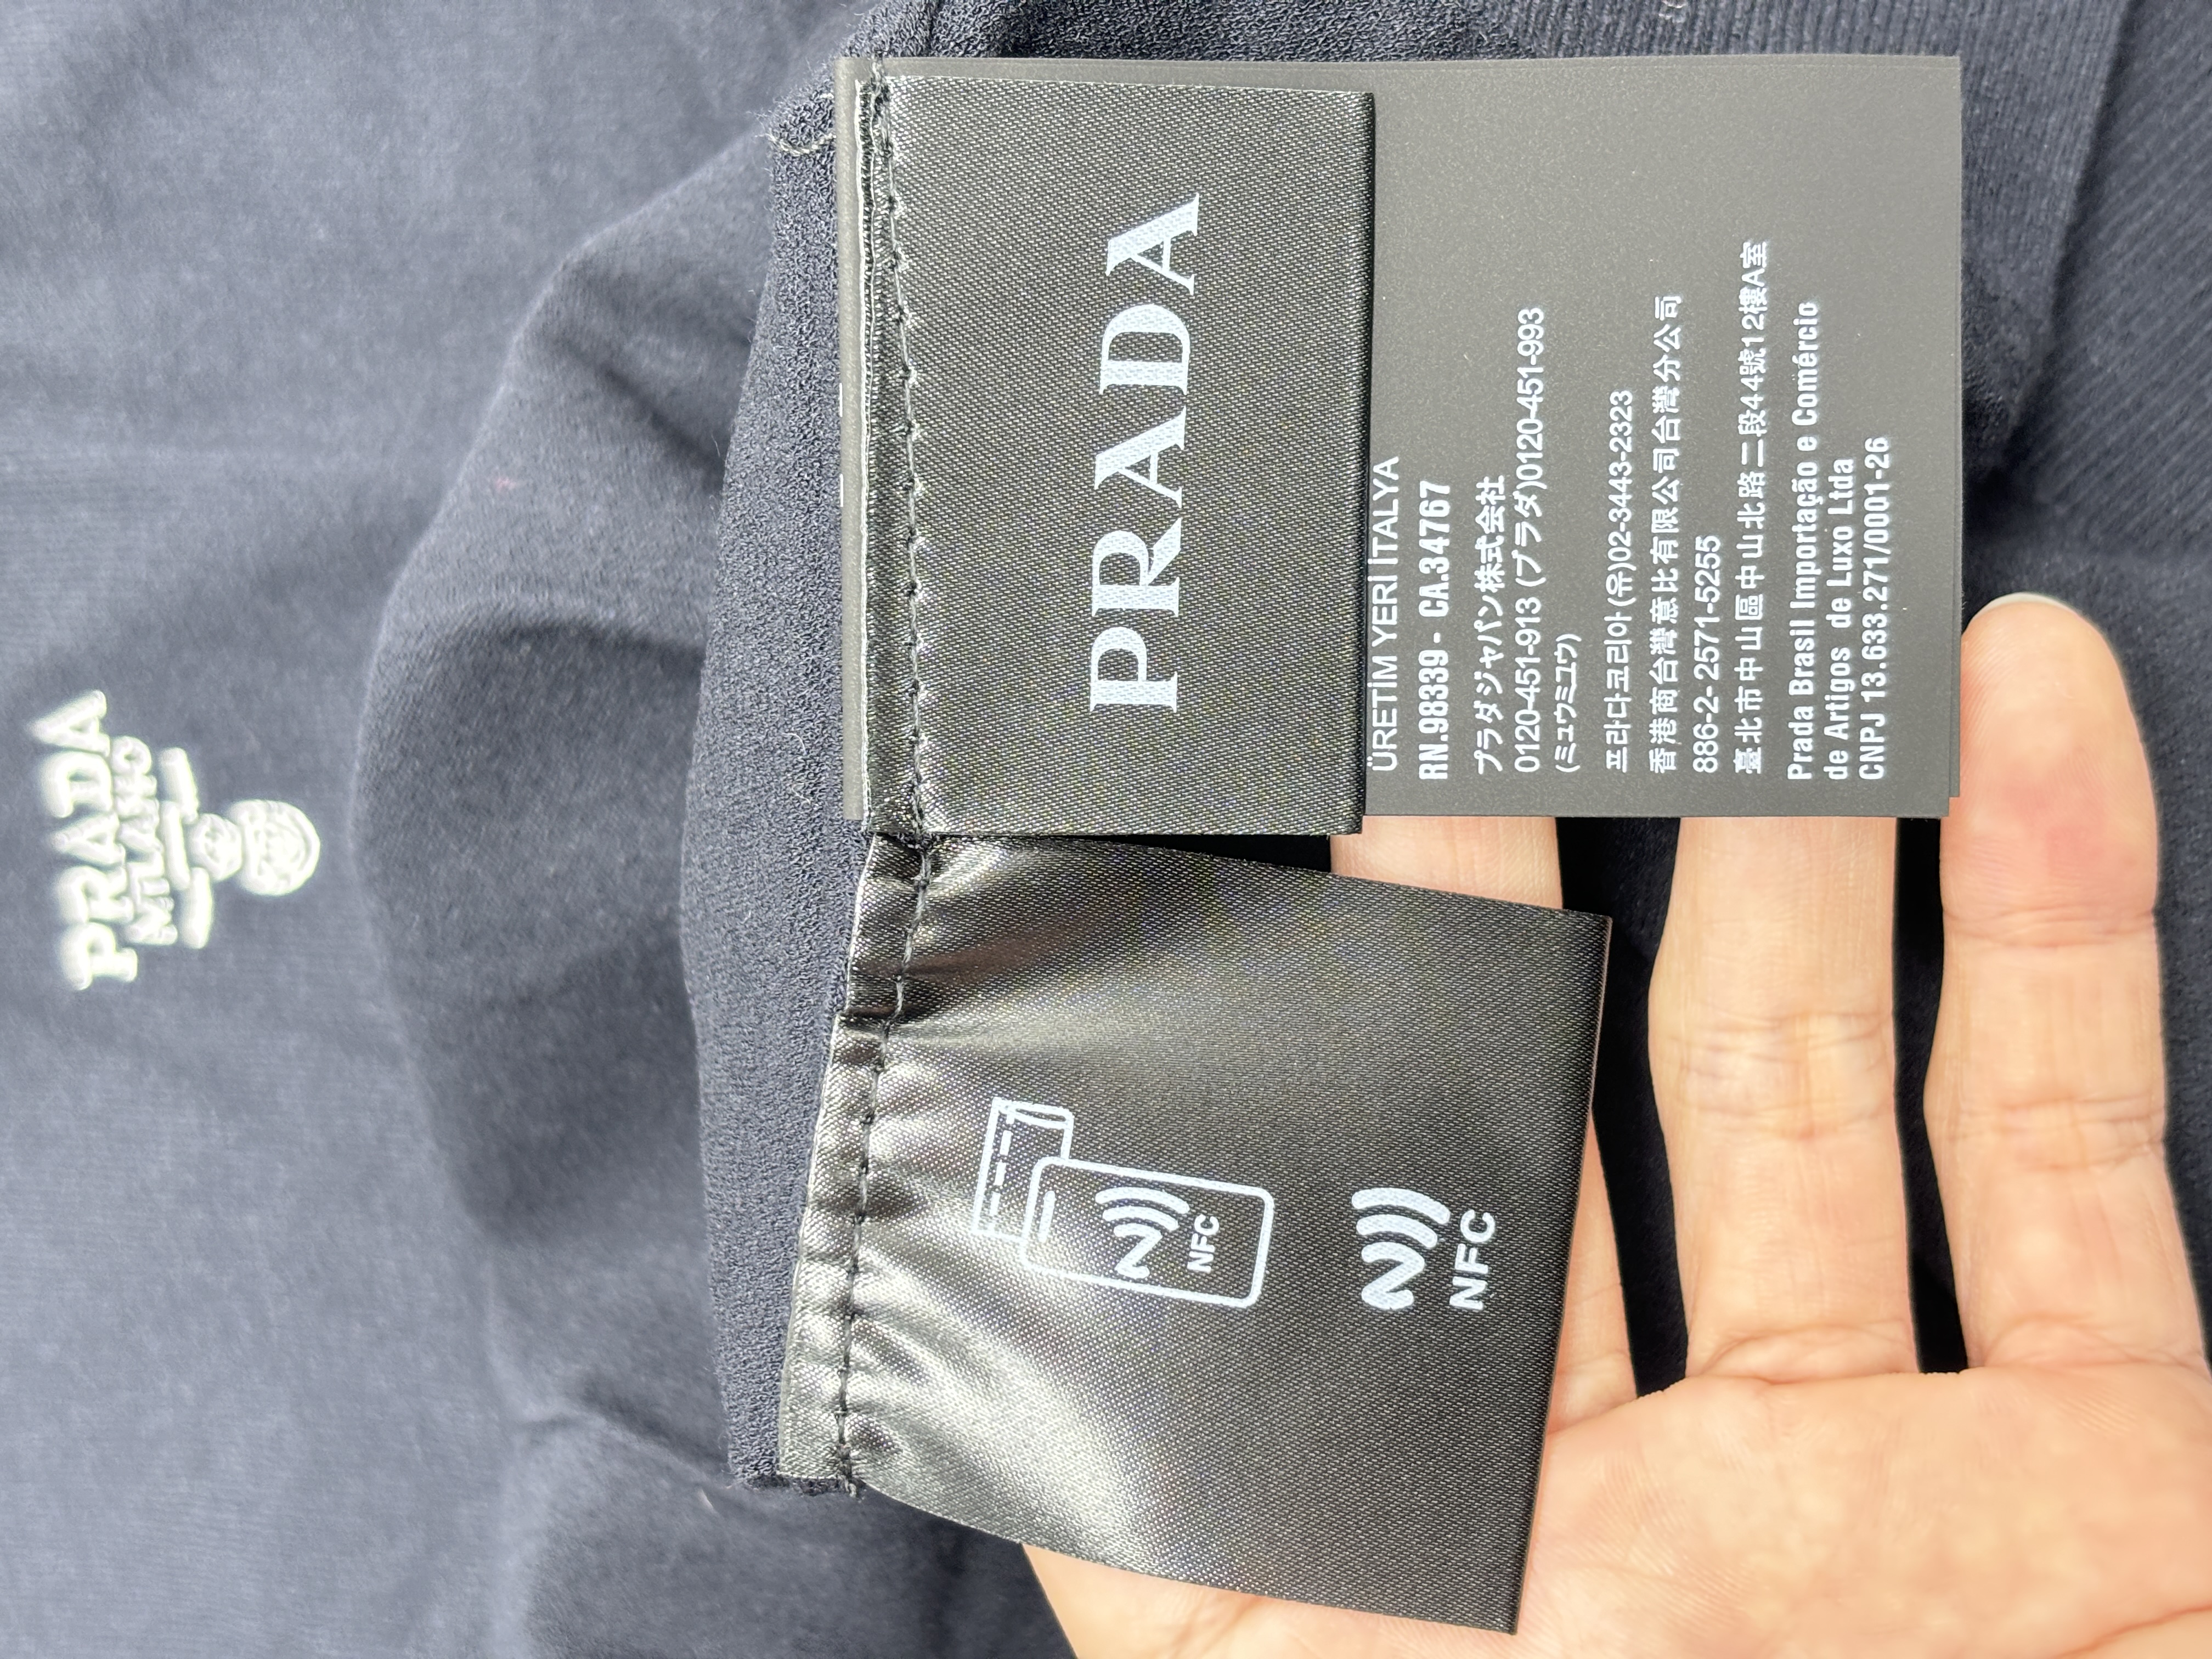 PRADA
MILANO
PRADA
ÜRETİM YERİ İTALYA
RN.98339 - CA.34767
プラダジャパン株式会社
0120-451-913 (プラダ)0120-451-993
(ミュウミュウ)
프라다코리아(유)02-3443-2323
香港商台灣意比有限公司台灣分公司
886-2-2571-5255
臺北市中山區中山北路二段44號12樓A室
Prada Brasil Importação e Comércio
de Artigos de Luxo Ltda
CNPJ 13.633.271/0001-26
NFC
NFC